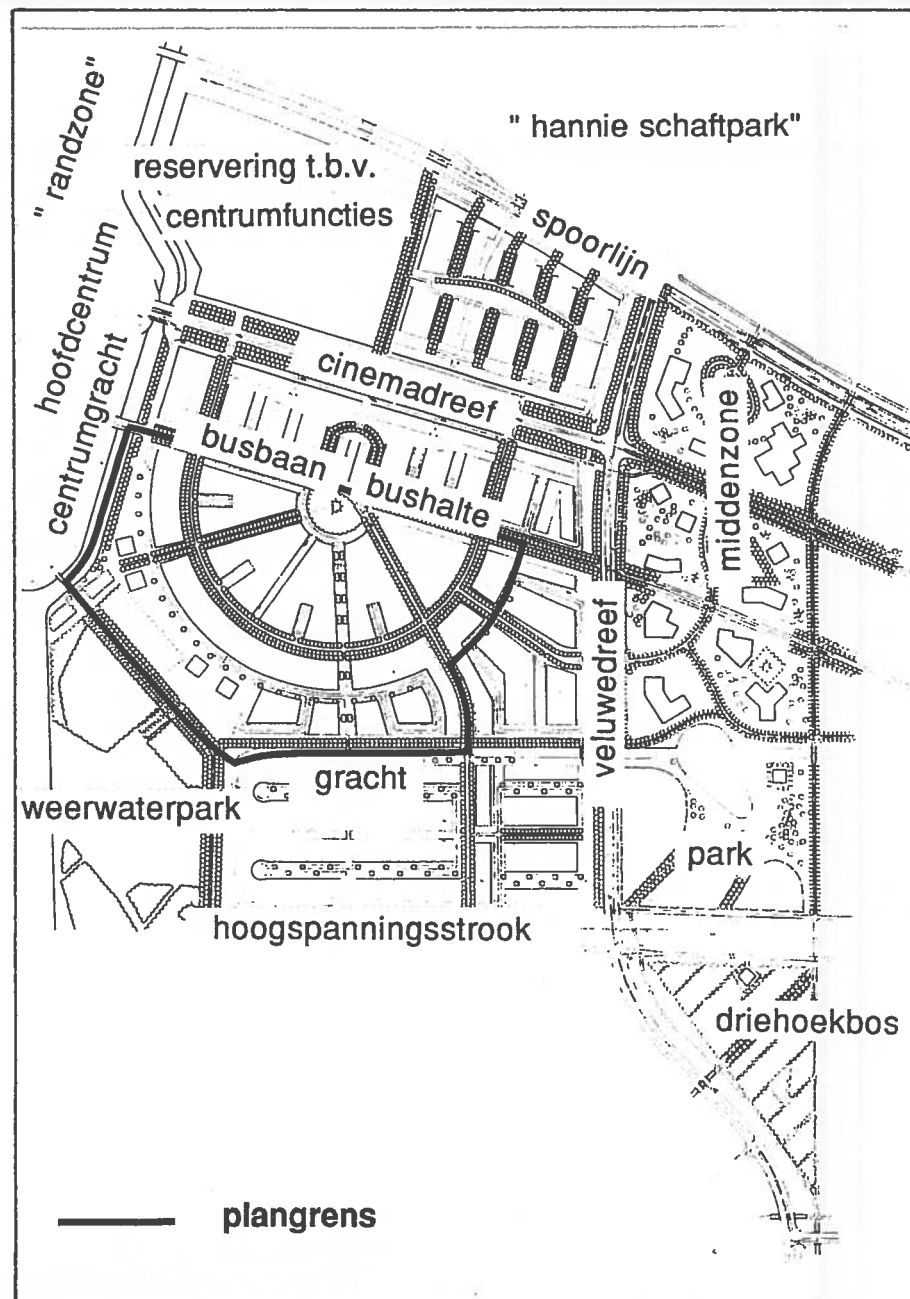 " randzone"
" hannie schaftpark"
reservering t.b.v.
centrumfuncties
spoorlijn
hoofdcentrum
centrumgracht
cinemadreef
busbaan
bushalte
middenzone
veluwedreef
gracht
weerwaterpark
park
hoogspanningsstrook
driehoekbos
plangrens